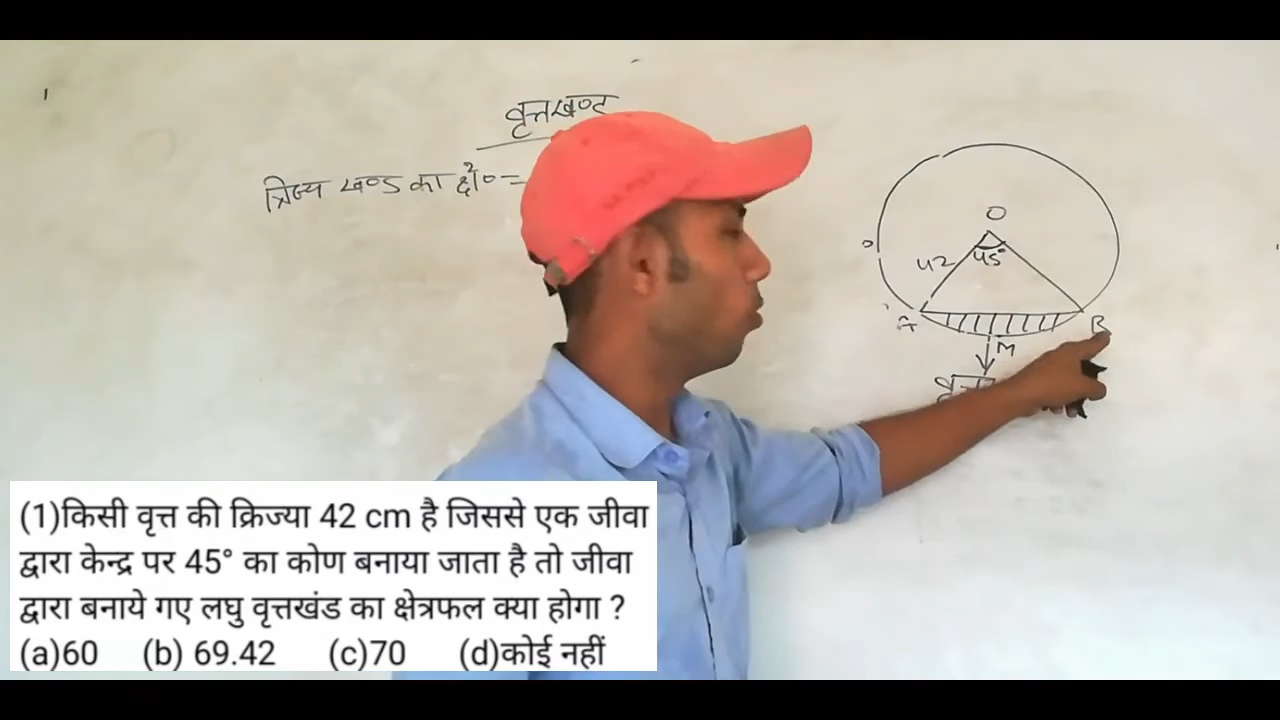 वृत्तखण्ड
त्रिज्य खण्ड का क्षे०=
O
42
45°
A
B
M
(1)किसी वृत्त की क्रिज्या 42 cm है जिससे एक जीवा
द्वारा केन्द्र पर 45° का कोण बनाया जाता है तो जीवा
द्वारा बनाये गए लघु वृत्तखंड का क्षेत्रफल क्या होगा ?
(a)60 (b) 69.42 (c)70 (d)कोई नहीं